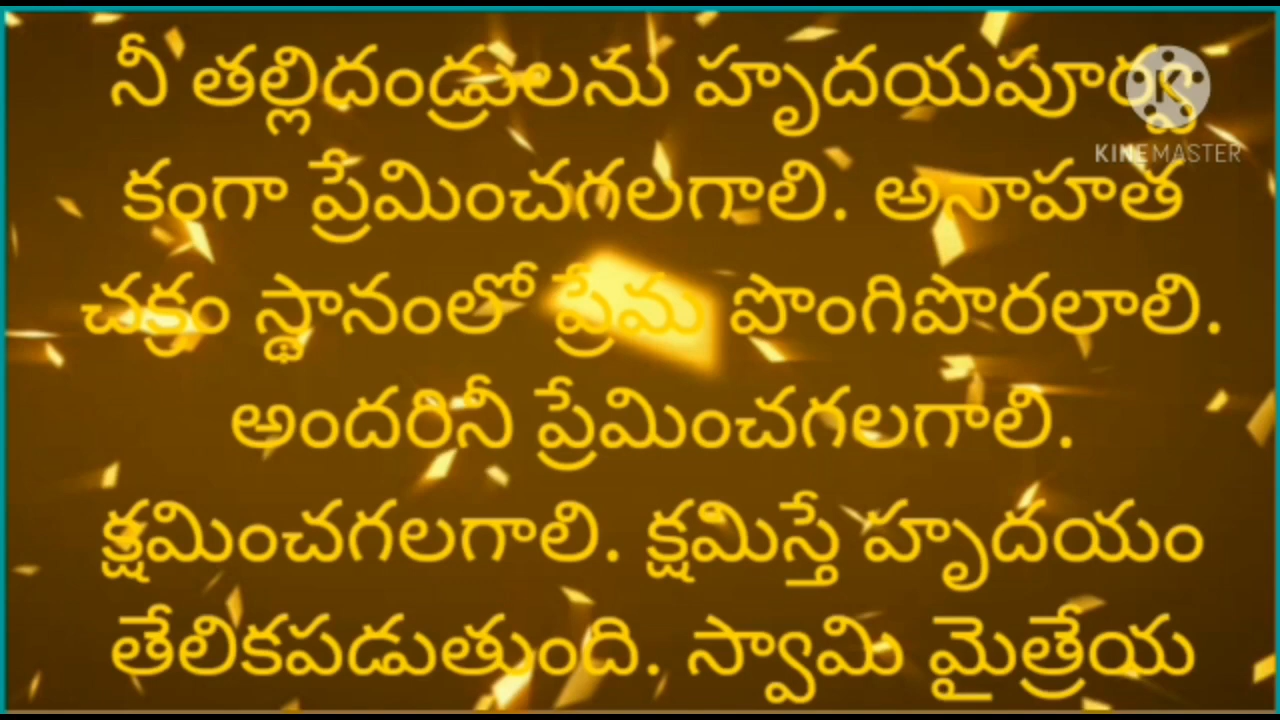 నీ తల్లిదండ్రులను హృదయపూర్వ
KINEMASTER
కంగా ప్రేమించగలగాలి. అనాహత
చక్రం స్థానంలో ప్రేమ పొంగిపొరలాలి.
అందరినీ ప్రేమించగలగాలి.
క్షమించగలగాలి. క్షమిస్తే హృదయం
తేలికపడుతుంది. స్వామి మైత్రేయ